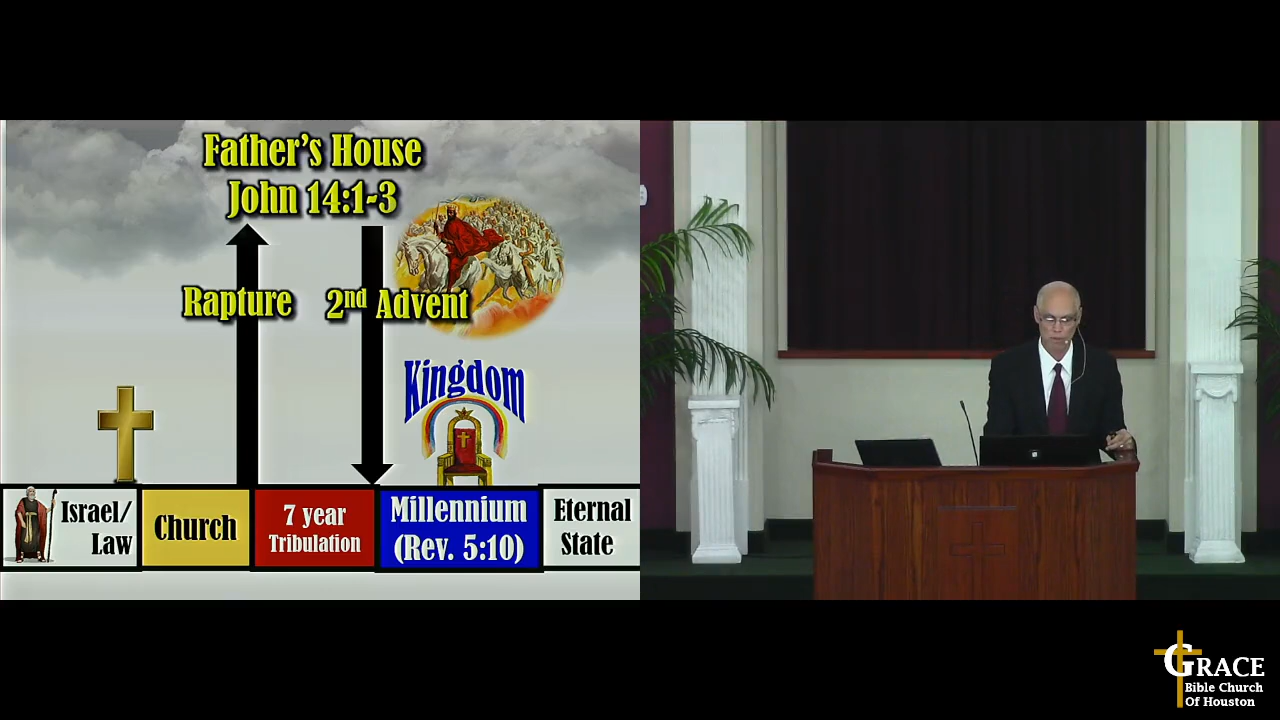 Father's House
John 14:1-3
Rapture
2nd Advent
Kingdom
Israel/
Law
Church
7 year
Tribulation
Millennium
(Rev. 5:10)
Eternal
State
GRACE
Bible Church
Of Houston